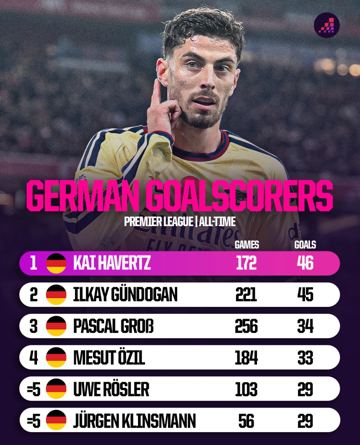 GERMAN GOALSCORERS
PREMIER LEAGUE | ALL-TIME
GAMES GOALS
1 KAI HAVERTZ 172 46
2 ILKAY GÜNDOGAN 221 45
3 PASCAL GROß 256 34
4 MESUT ÖZIL 184 33
=5 UWE RÖSLER 103 29
=5 JÜRGEN KLINSMANN 56 29